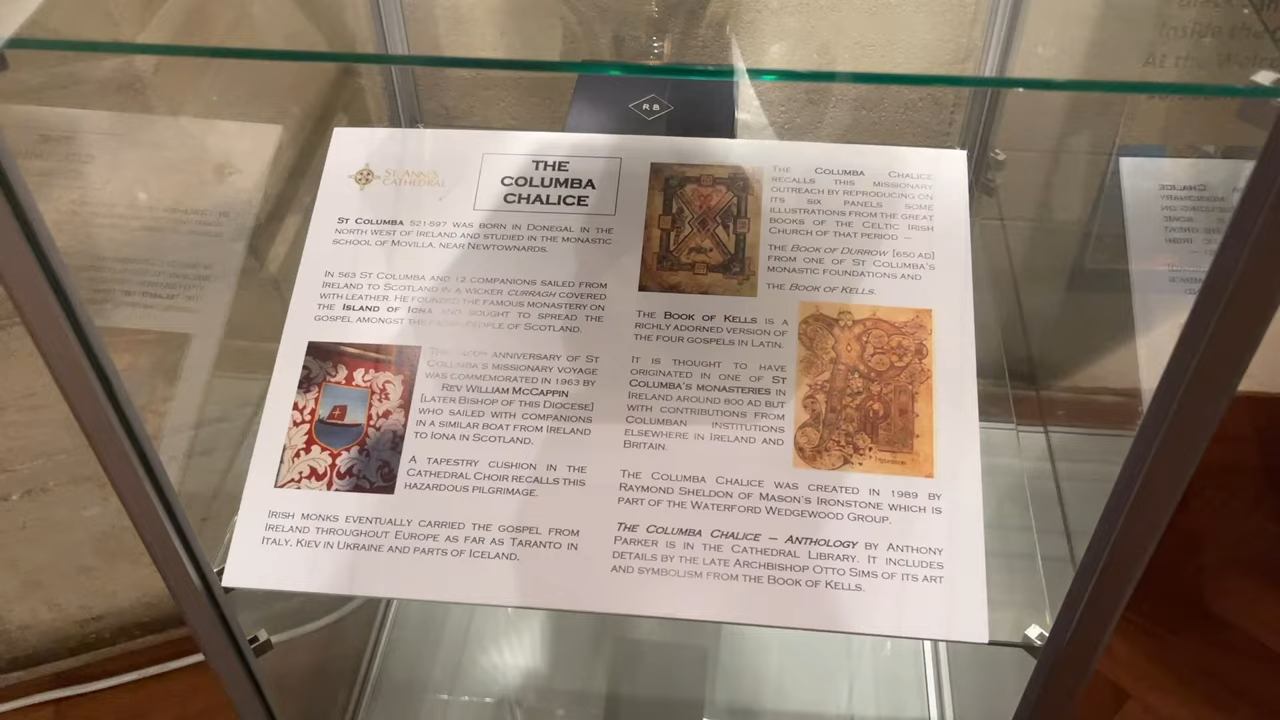 RB
ST. ANNE'S
CATHEDRAL
THE
COLUMBA
CHALICE
ST COLUMBA 521-597 WAS BORN IN DONEGAL IN THE
NORTH WEST OF IRELAND AND STUDIED IN THE MONASTIC
SCHOOL OF MOVILLA, NEAR NEWTOWNARDS.
IN 563 ST COLUMBA AND 12 COMPANIONS SAILED FROM
IRELAND TO SCOTLAND IN A WICKER CURRAGH COVERED
WITH LEATHER. HE FOUNDED THE FAMOUS MONASTERY ON
THE ISLAND OF IONA AND SOUGHT TO SPREAD THE
GOSPEL AMONGST THE PEOPLE OF SCOTLAND.
THE 1400TH ANNIVERSARY OF ST
COLUMBA'S MISSIONARY VOYAGE
WAS COMMEMORATED IN 1963 BY
REV WILLIAM MCCAPPIN
[LATER BISHOP OF THIS DIOCESE]
WHO SAILED WITH COMPANIONS
IN A SIMILAR BOAT FROM IRELAND
TO IONA IN SCOTLAND.
A TAPESTRY CUSHION IN THE
CATHEDRAL CHOIR RECALLS THIS
HAZARDOUS PILGRIMAGE.
IRISH MONKS EVENTUALLY CARRIED THE GOSPEL FROM
IRELAND THROUGHOUT EUROPE AS FAR AS TARANTO IN
ITALY, KIEV IN UKRAINE AND PARTS OF ICELAND.
THE COLUMBA CHALICE
RECALLS THIS MISSIONARY
OUTREACH BY REPRODUCING ON
ITS SIX PANELS SOME
ILLUSTRATIONS FROM THE GREAT
BOOKS OF THE CELTIC IRISH
CHURCH OF THAT PERIOD –
THE BOOK OF DURROW [650 AD]
FROM ONE OF ST COLUMBA'S
MONASTIC FOUNDATIONS AND
THE BOOK OF KELLS.
THE BOOK OF KELLS IS A
RICHLY ADORNED VERSION OF
THE FOUR GOSPELS IN LATIN.
IT IS THOUGHT TO HAVE
ORIGINATED IN ONE OF ST
COLUMBA'S MONASTERIES IN
IRELAND AROUND 800 AD BUT
WITH CONTRIBUTIONS FROM
COLUMBAN INSTITUTIONS
ELSEWHERE IN IRELAND AND
BRITAIN.
THE COLUMBA CHALICE WAS CREATED IN 1989 BY
RAYMOND SHELDON OF MASON'S IRONSTONE WHICH IS
PART OF THE WATERFORD WEDGEWOOD GROUP.
THE COLUMBA CHALICE – ANTHOLOGY BY ANTHONY
PARKER IS IN THE CATHEDRAL LIBRARY. IT INCLUDES
DETAILS BY THE LATE ARCHBISHOP OTTO SIMS OF ITS ART
AND SYMBOLISM FROM THE BOOK OF KELLS.